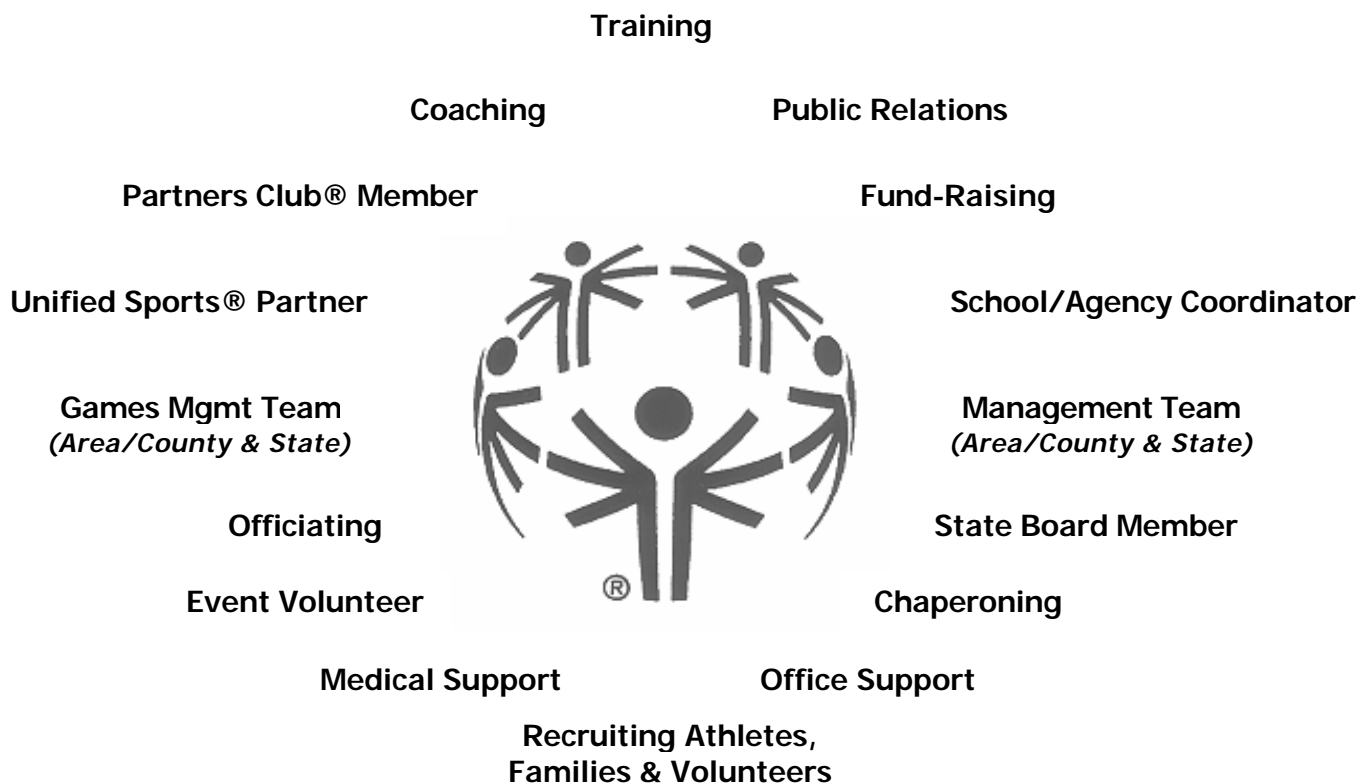 Training
Coaching Public Relations
Partners Club® Member Fund-Raising
Unified Sports® Partner School/Agency Coordinator
Games Mgmt Team Management Team
(Area/County & State) (Area/County & State)
Officiating State Board Member
®
Event Volunteer Chaperoning
Medical Support Office Support
Recruiting Athletes,
Families & Volunteers